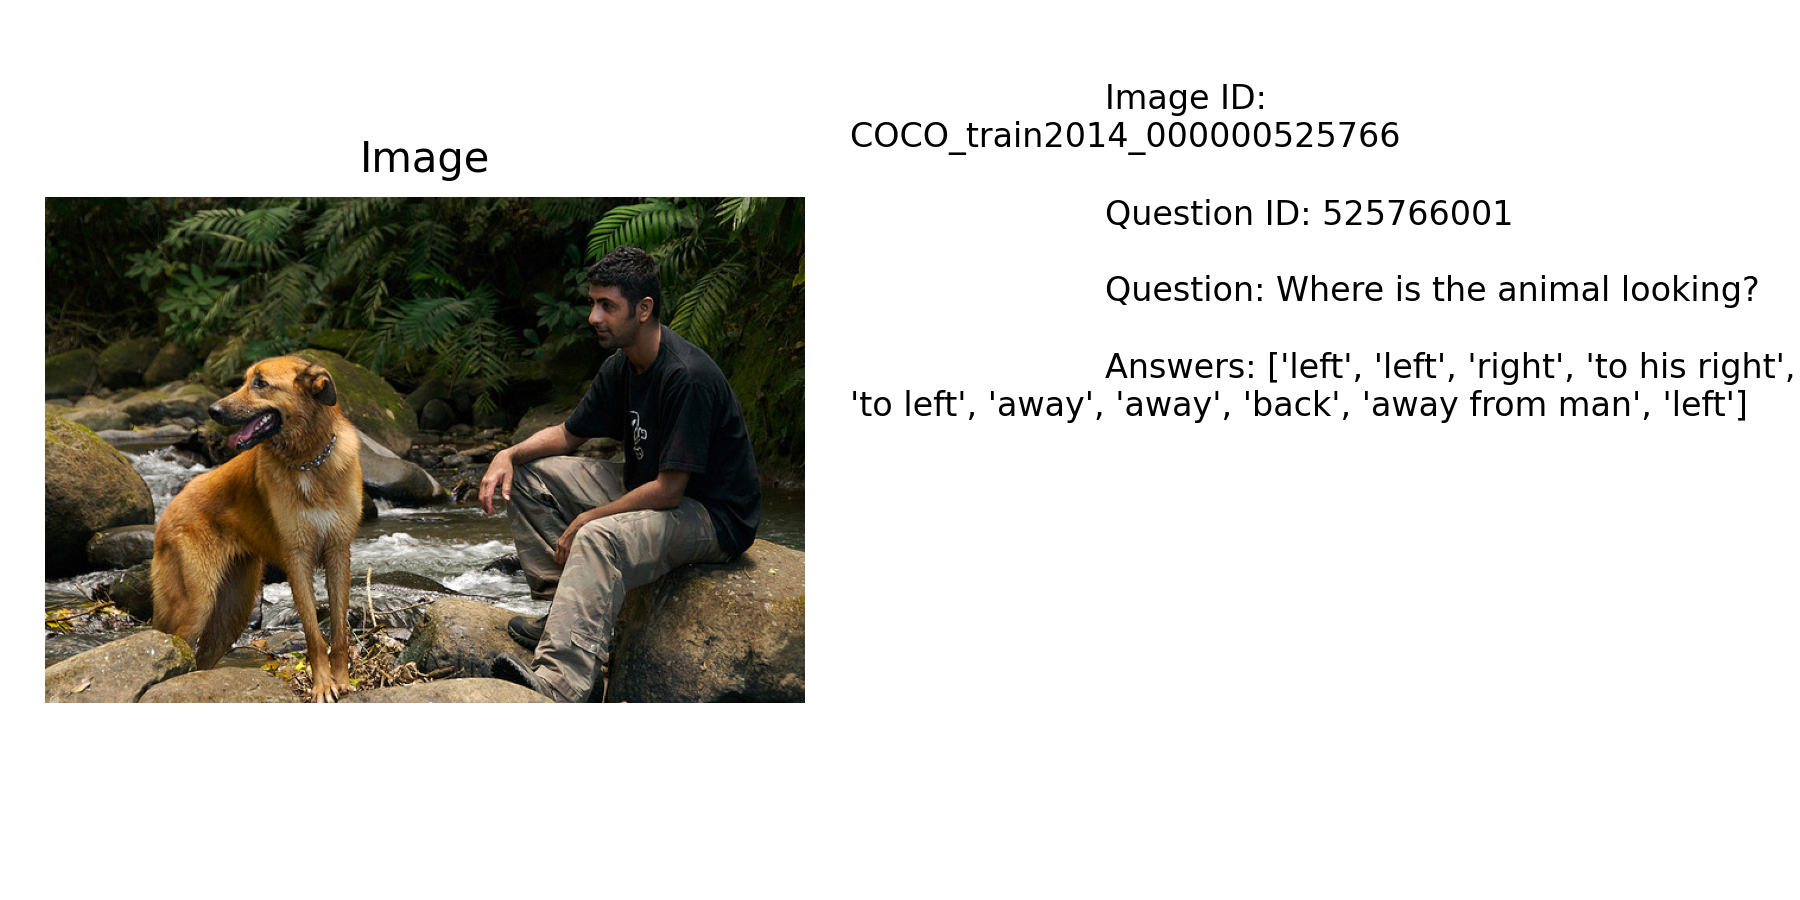 Image
Image ID:
COCO_train2014_000000525766
Question ID: 525766001
Question: Where is the animal looking?
Answers: ['left', 'left', 'right', 'to his right',
'to left', 'away', 'away', 'back', 'away from man', 'left']